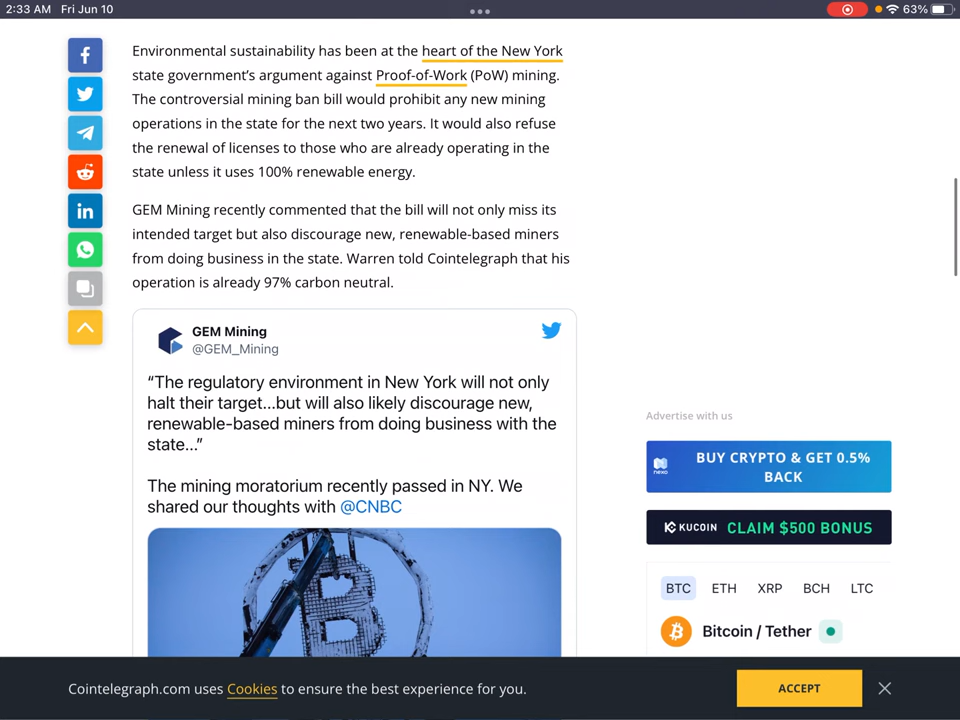 2:33 AM Fri Jun 10
63%
Environmental sustainability has been at the heart of the New York
state government’s argument against Proof-of-Work (PoW) mining.
The controversial mining ban bill would prohibit any new mining
operations in the state for the next two years. It would also refuse
the renewal of licenses to those who are already operating in the
state unless it uses 100% renewable energy.
GEM Mining recently commented that the bill will not only miss its
intended target but also discourage new, renewable-based miners
from doing business in the state. Warren told Cointelegraph that his
operation is already 97% carbon neutral.
GEM Mining
@GEM_Mining
“The regulatory environment in New York will not only
halt their target...but will also likely discourage new,
renewable-based miners from doing business with the
state...”
The mining moratorium recently passed in NY. We
shared our thoughts with @CNBC
Advertise with us
nexo
BUY CRYPTO & GET 0.5%
BACK
KUCOIN CLAIM $500 BONUS
BTC ETH XRP BCH LTC
Bitcoin / Tether
Cointelegraph.com uses Cookies to ensure the best experience for you.
ACCEPT